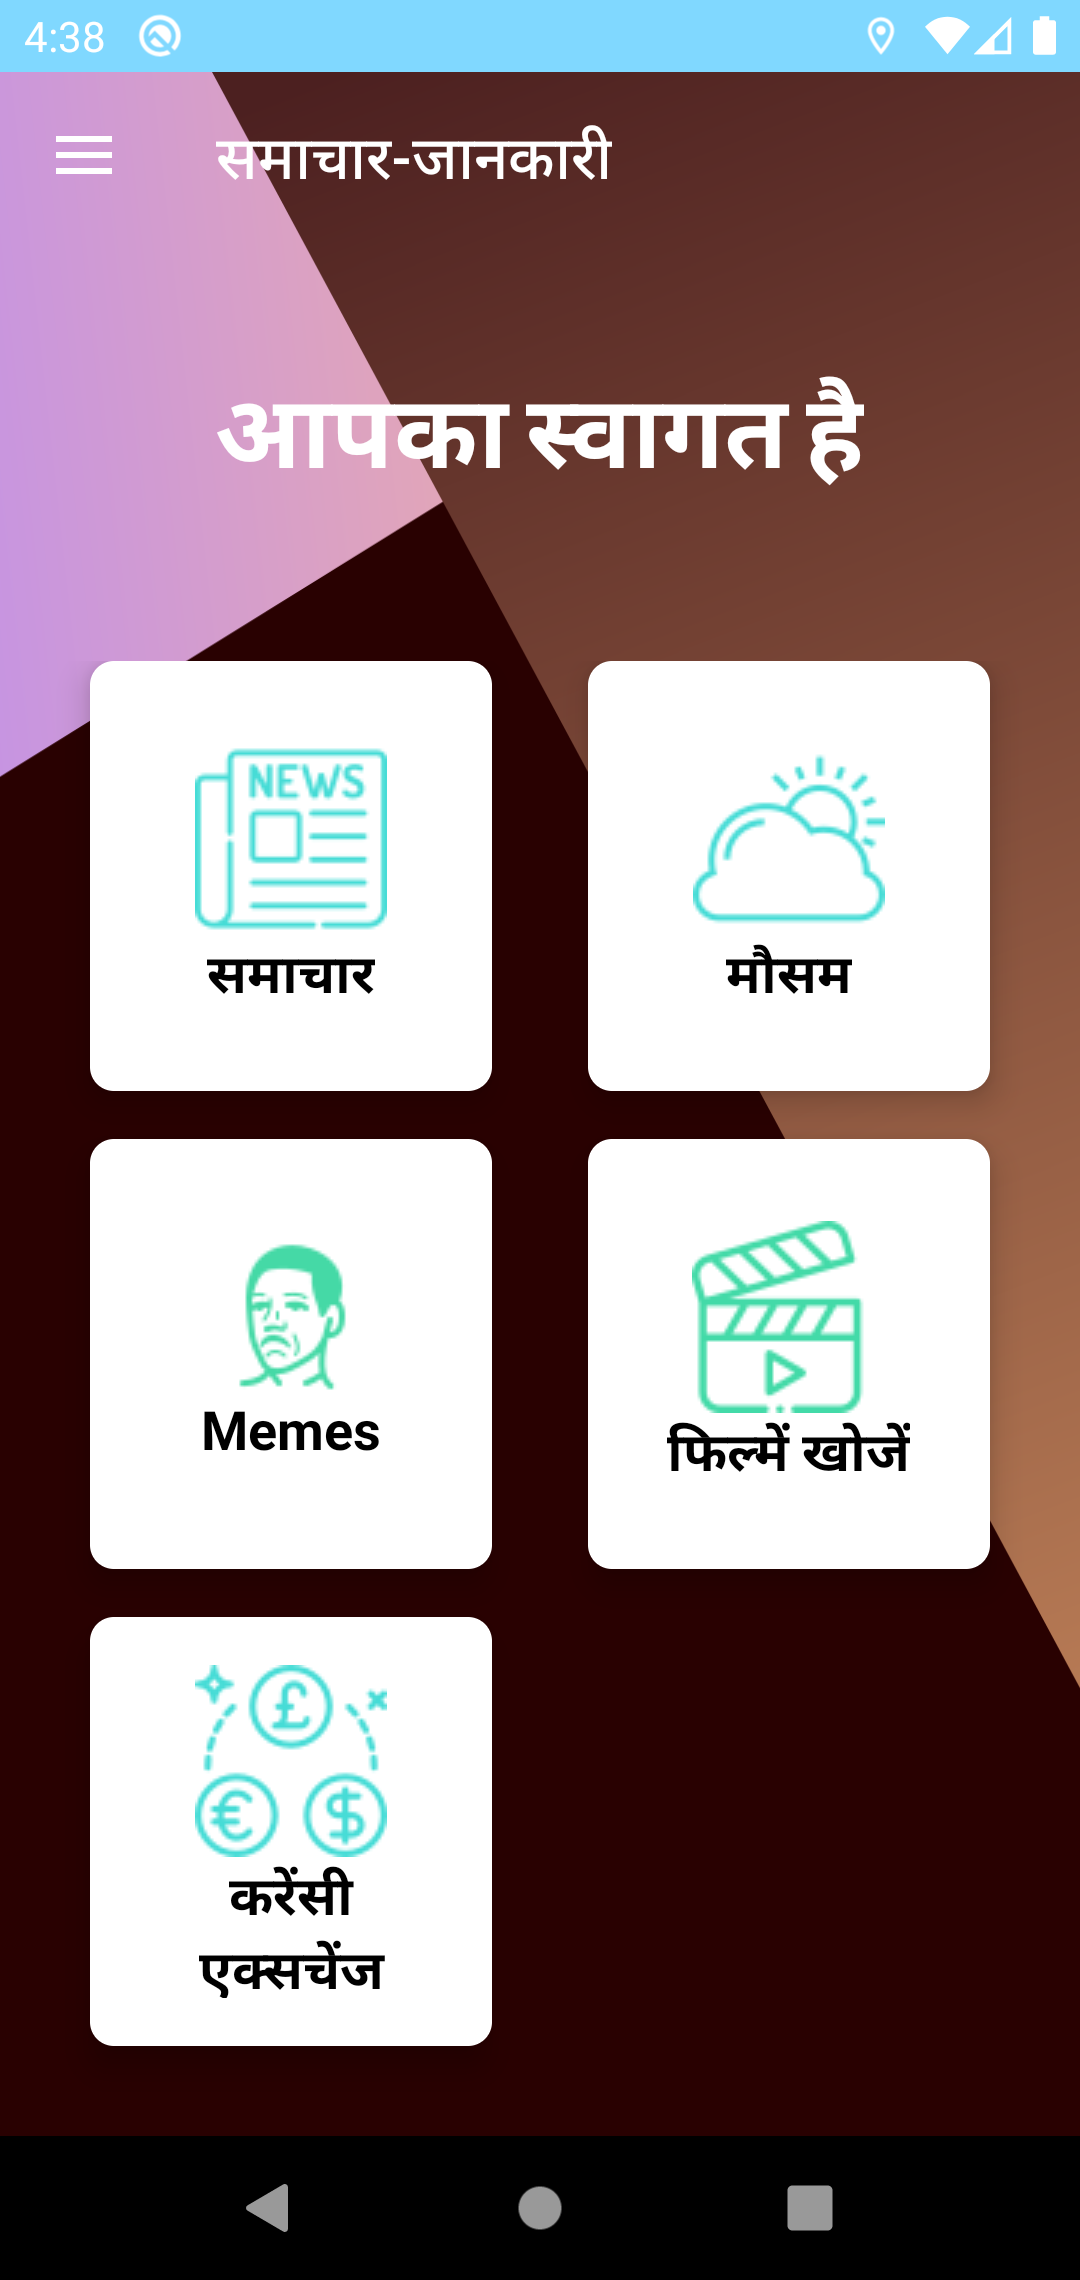 4:38
समाचार-जानकारी
आपका स्वागत है
NEWS
समाचार
मौसम
Memes
फिल्में खोजें
£
€ $
करेंसी
एक्सचेंज